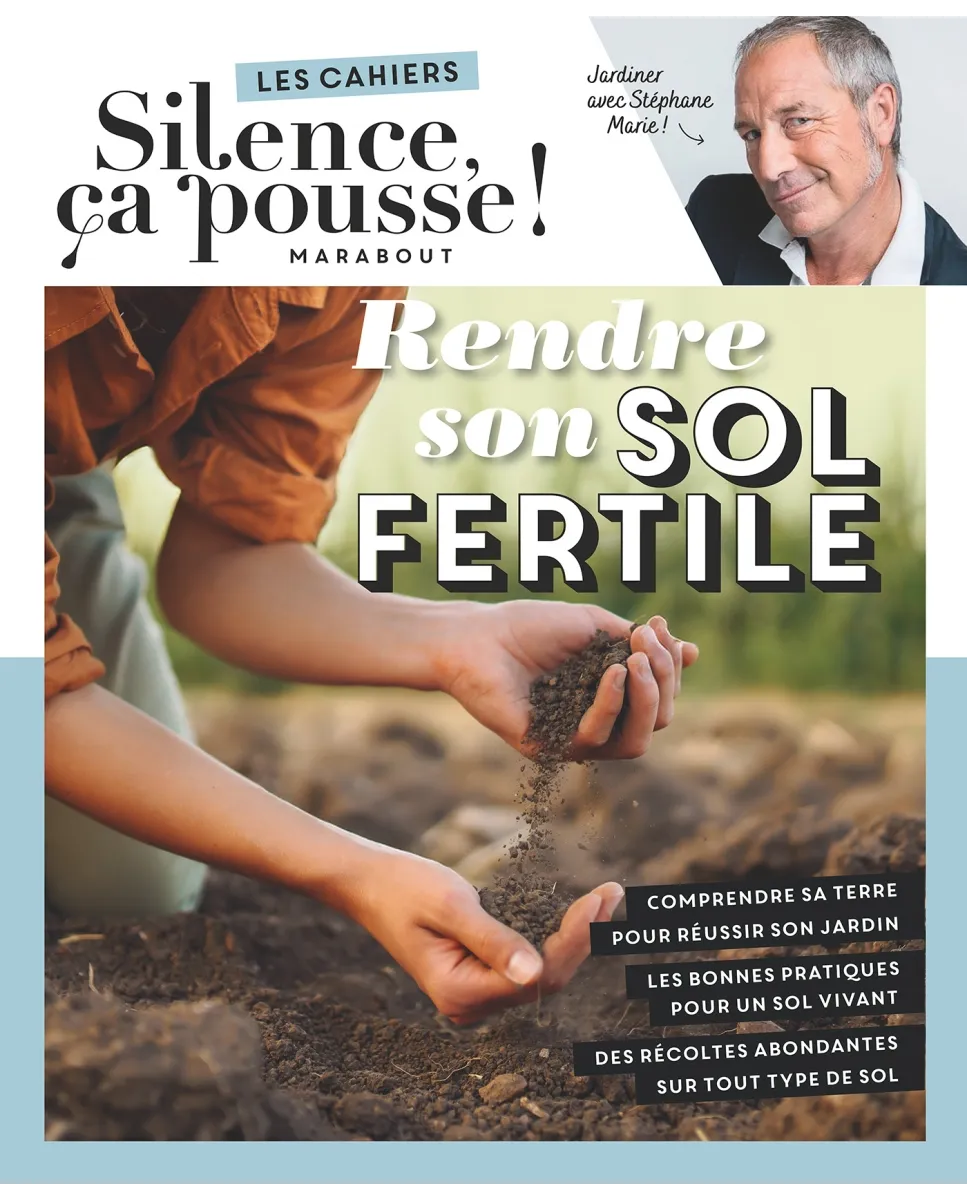 LES CAHIERS
Silence,
ça pousse !
MARABOUT
Jardiner
avec Stéphane
Marie !
Rendre
son SOL
FERTILE
COMPRENDRE SA TERRE
POUR RÉUSSIR SON JARDIN
LES BONNES PRATIQUES
POUR UN SOL VIVANT
DES RÉCOLTES ABONDANTES
SUR TOUT TYPE DE SOL